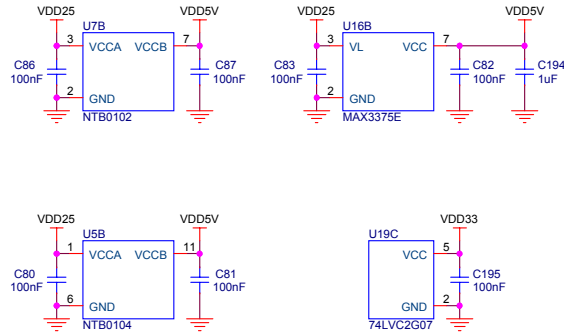 VDD25
VDD5V
U7B
3
VCCA
VCCB
7
C86
100nF
C87
100nF
2
GND
NTB0102
VDD25
VDD5V
U16B
3
VL
VCC
7
C83
100nF
C82
100nF
C194
1uF
2
GND
MAX3375E
VDD25
VDD5V
U5B
1
VCCA
VCCB
11
C80
100nF
C81
100nF
6
GND
NTB0104
VDD33
U19C
VCC
5
C195
100nF
GND
2
74LVC2G07